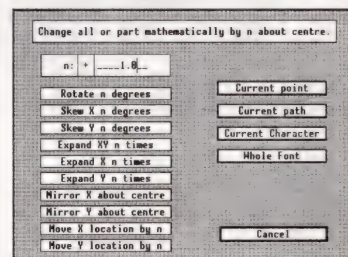 Change all or part mathematically by n about centre.
n: + ____1.0__
Rotate n degrees
Skew X n degrees
Skew Y n degrees
Expand XY n times
Expand X n times
Expand Y n times
Mirror X about centre
Mirror Y about centre
Move X location by n
Move Y location by n
Current point
Current path
Current Character
Whole Font
Cancel